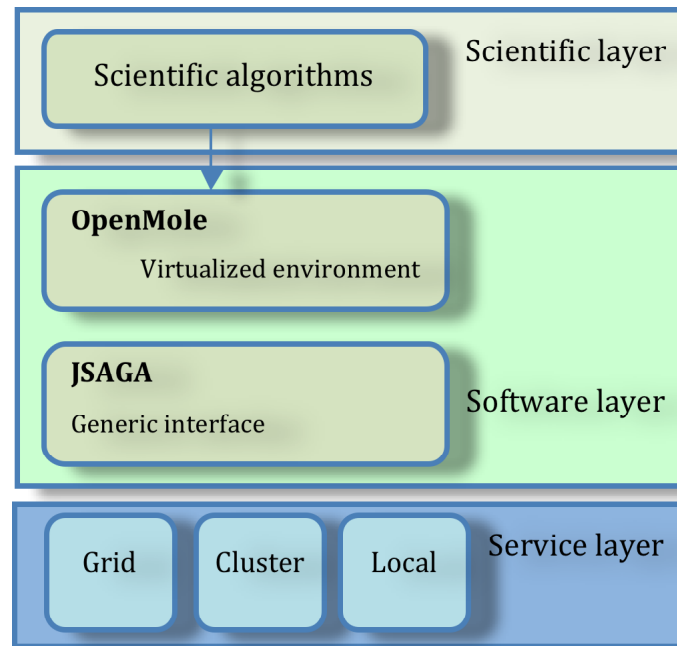 Scientific layer
Scientific algorithms
OpenMole
Virtualized environment
JSAGA
Generic interface
Software layer
Service layer
Grid
Cluster
Local